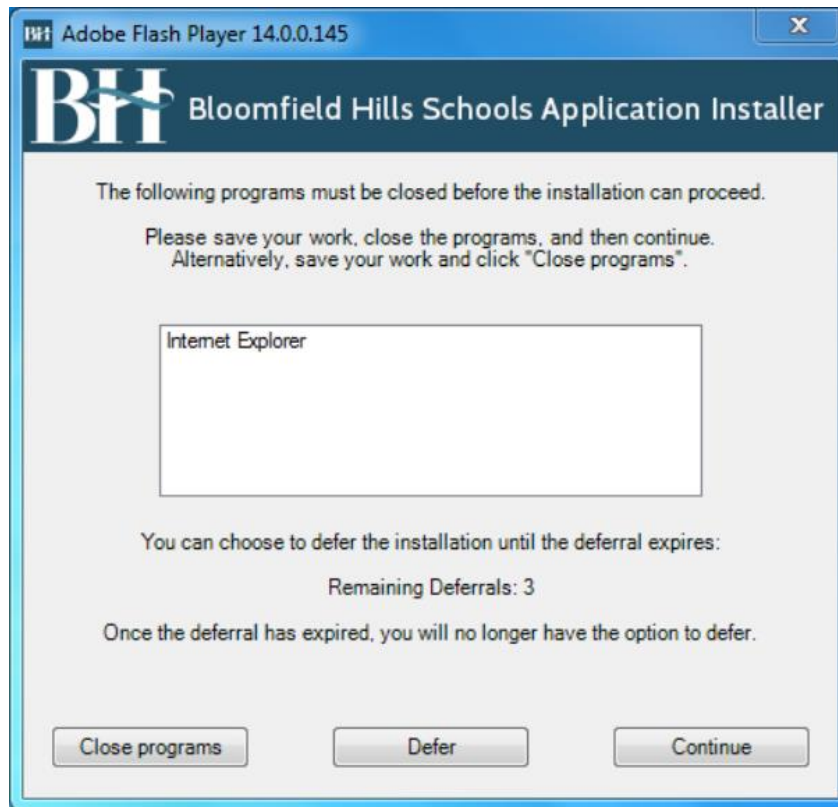 BH Adobe Flash Player 14.0.0.145
X
BH Bloomfield Hills Schools Application Installer
The following programs must be closed before the installation can proceed.
Please save your work, close the programs, and then continue.
Alternatively, save your work and click "Close programs".
Internet Explorer
You can choose to defer the installation until the deferral expires:
Remaining Deferrals: 3
Once the deferral has expired, you will no longer have the option to defer.
Close programs Defer Continue